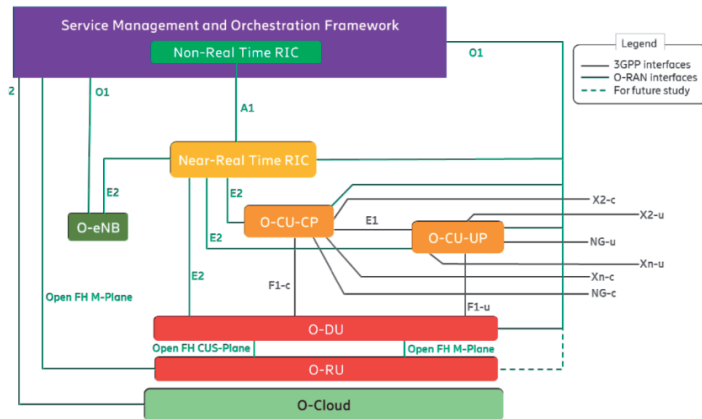 Service Management and Orchestration Framework
Non-Real Time RIC
Legend
3GPP interfaces
O-RAN interfaces
For future study
2
O1
O1
A1
Near-Real Time RIC
E2
E2
O-eNB
O-CU-CP
E1
X2-c
X2-u
E2
O-CU-UP
NG-u
Xn-u
E2
F1-c
Xn-c
Open FH M-Plane
NG-c
F1-u
O-DU
Open FH CUS-Plane
Open FH M-Plane
O-RU
O-Cloud